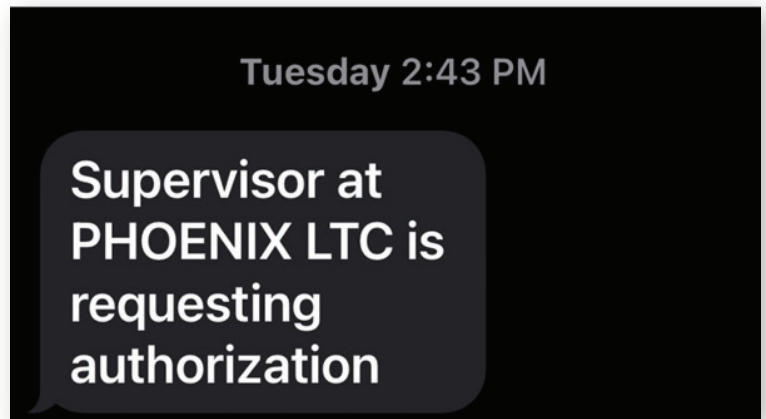 Tuesday 2:43 PM
Supervisor at
PHOENIX LTC is
requesting
authorization